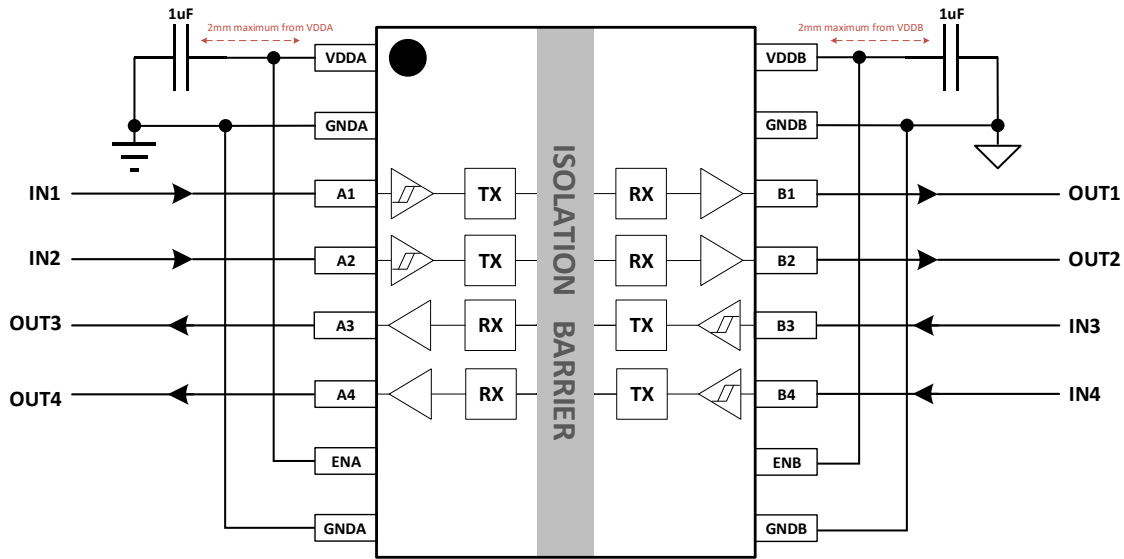 1uF
1uF
2mm maximum from VDDA
2mm maximum from VDDB
VDDA
VDDB
GNDA
GNDB
IN1
A1
TX
RX
B1
OUT1
IN2
A2
TX
RX
B2
OUT2
OUT3
A3
RX
TX
B3
IN3
OUT4
A4
RX
TX
B4
IN4
ISOLATION BARRIER
ENA
ENB
GNDA
GNDB